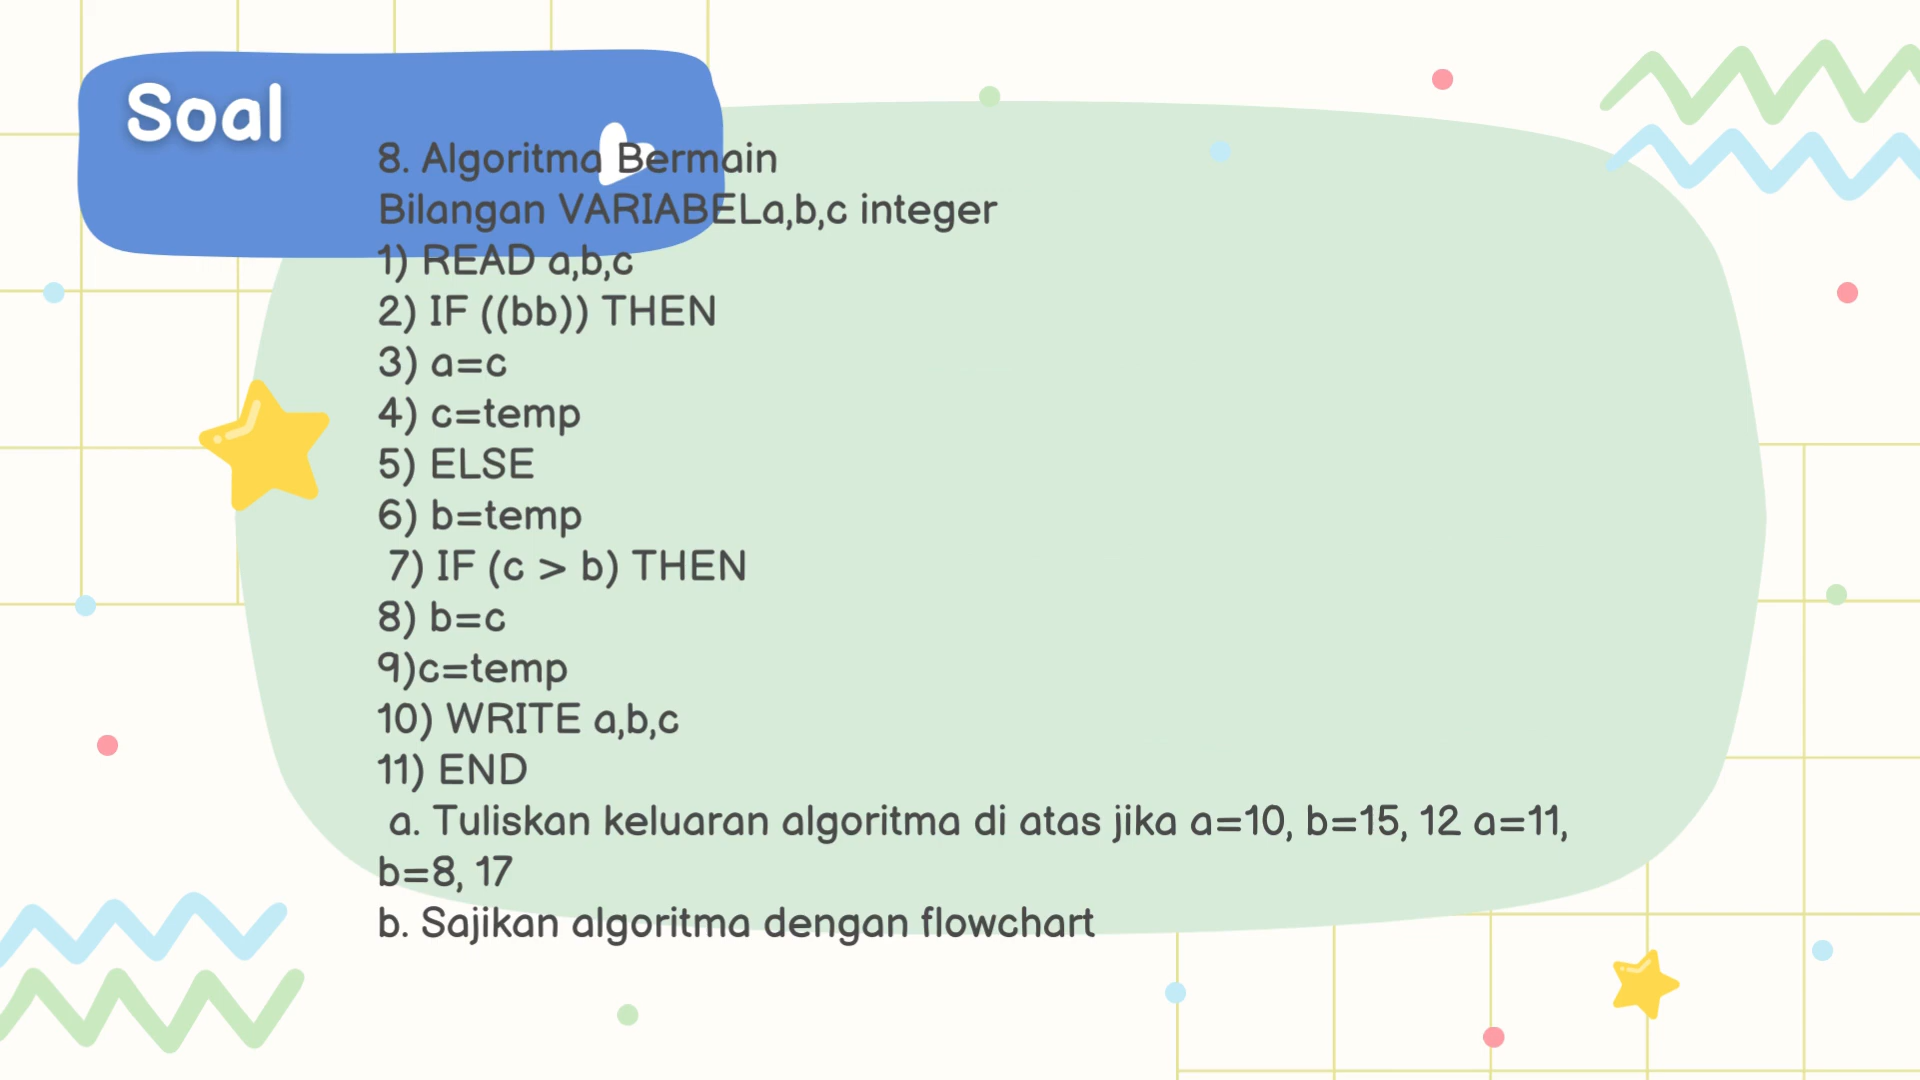 Soal
8. Algoritma Bermain
Bilangan VARIABELa,b,c integer
1) READ a,b,c
2) IF ((bb)) THEN
3) a=c
4) c=temp
5) ELSE
6) b=temp
7) IF (c > b) THEN
8) b=c
9)c=temp
10) WRITE a,b,c
11) END
a. Tuliskan keluaran algoritma di atas jika a=10, b=15, 12 a=11,
b=8, 17
b. Sajikan algoritma dengan flowchart